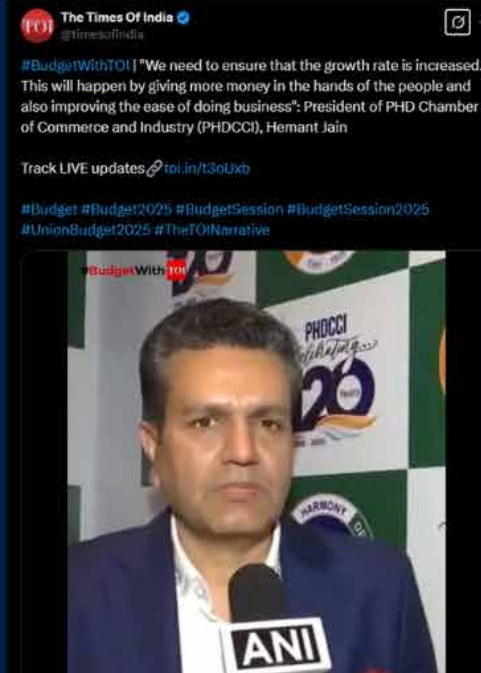 The Times Of India
@timesofindia
#BudgetWithTOI | "We need to ensure that the growth rate is increased.
This will happen by giving more money in the hands of the people and
also improving the ease of doing business": President of PHD Chamber
of Commerce and Industry (PHDCCI), Hemant Jain
Track LIVE updates toi.in/t3oUxb
#Budget #Budget2025 #BudgetSession #BudgetSession2025
#UnionBudget2025 #TheTOINarrative
#BudgetWith TOI
PHDCCI
Celebrating...
120
YEARS
HARMONY
ANI